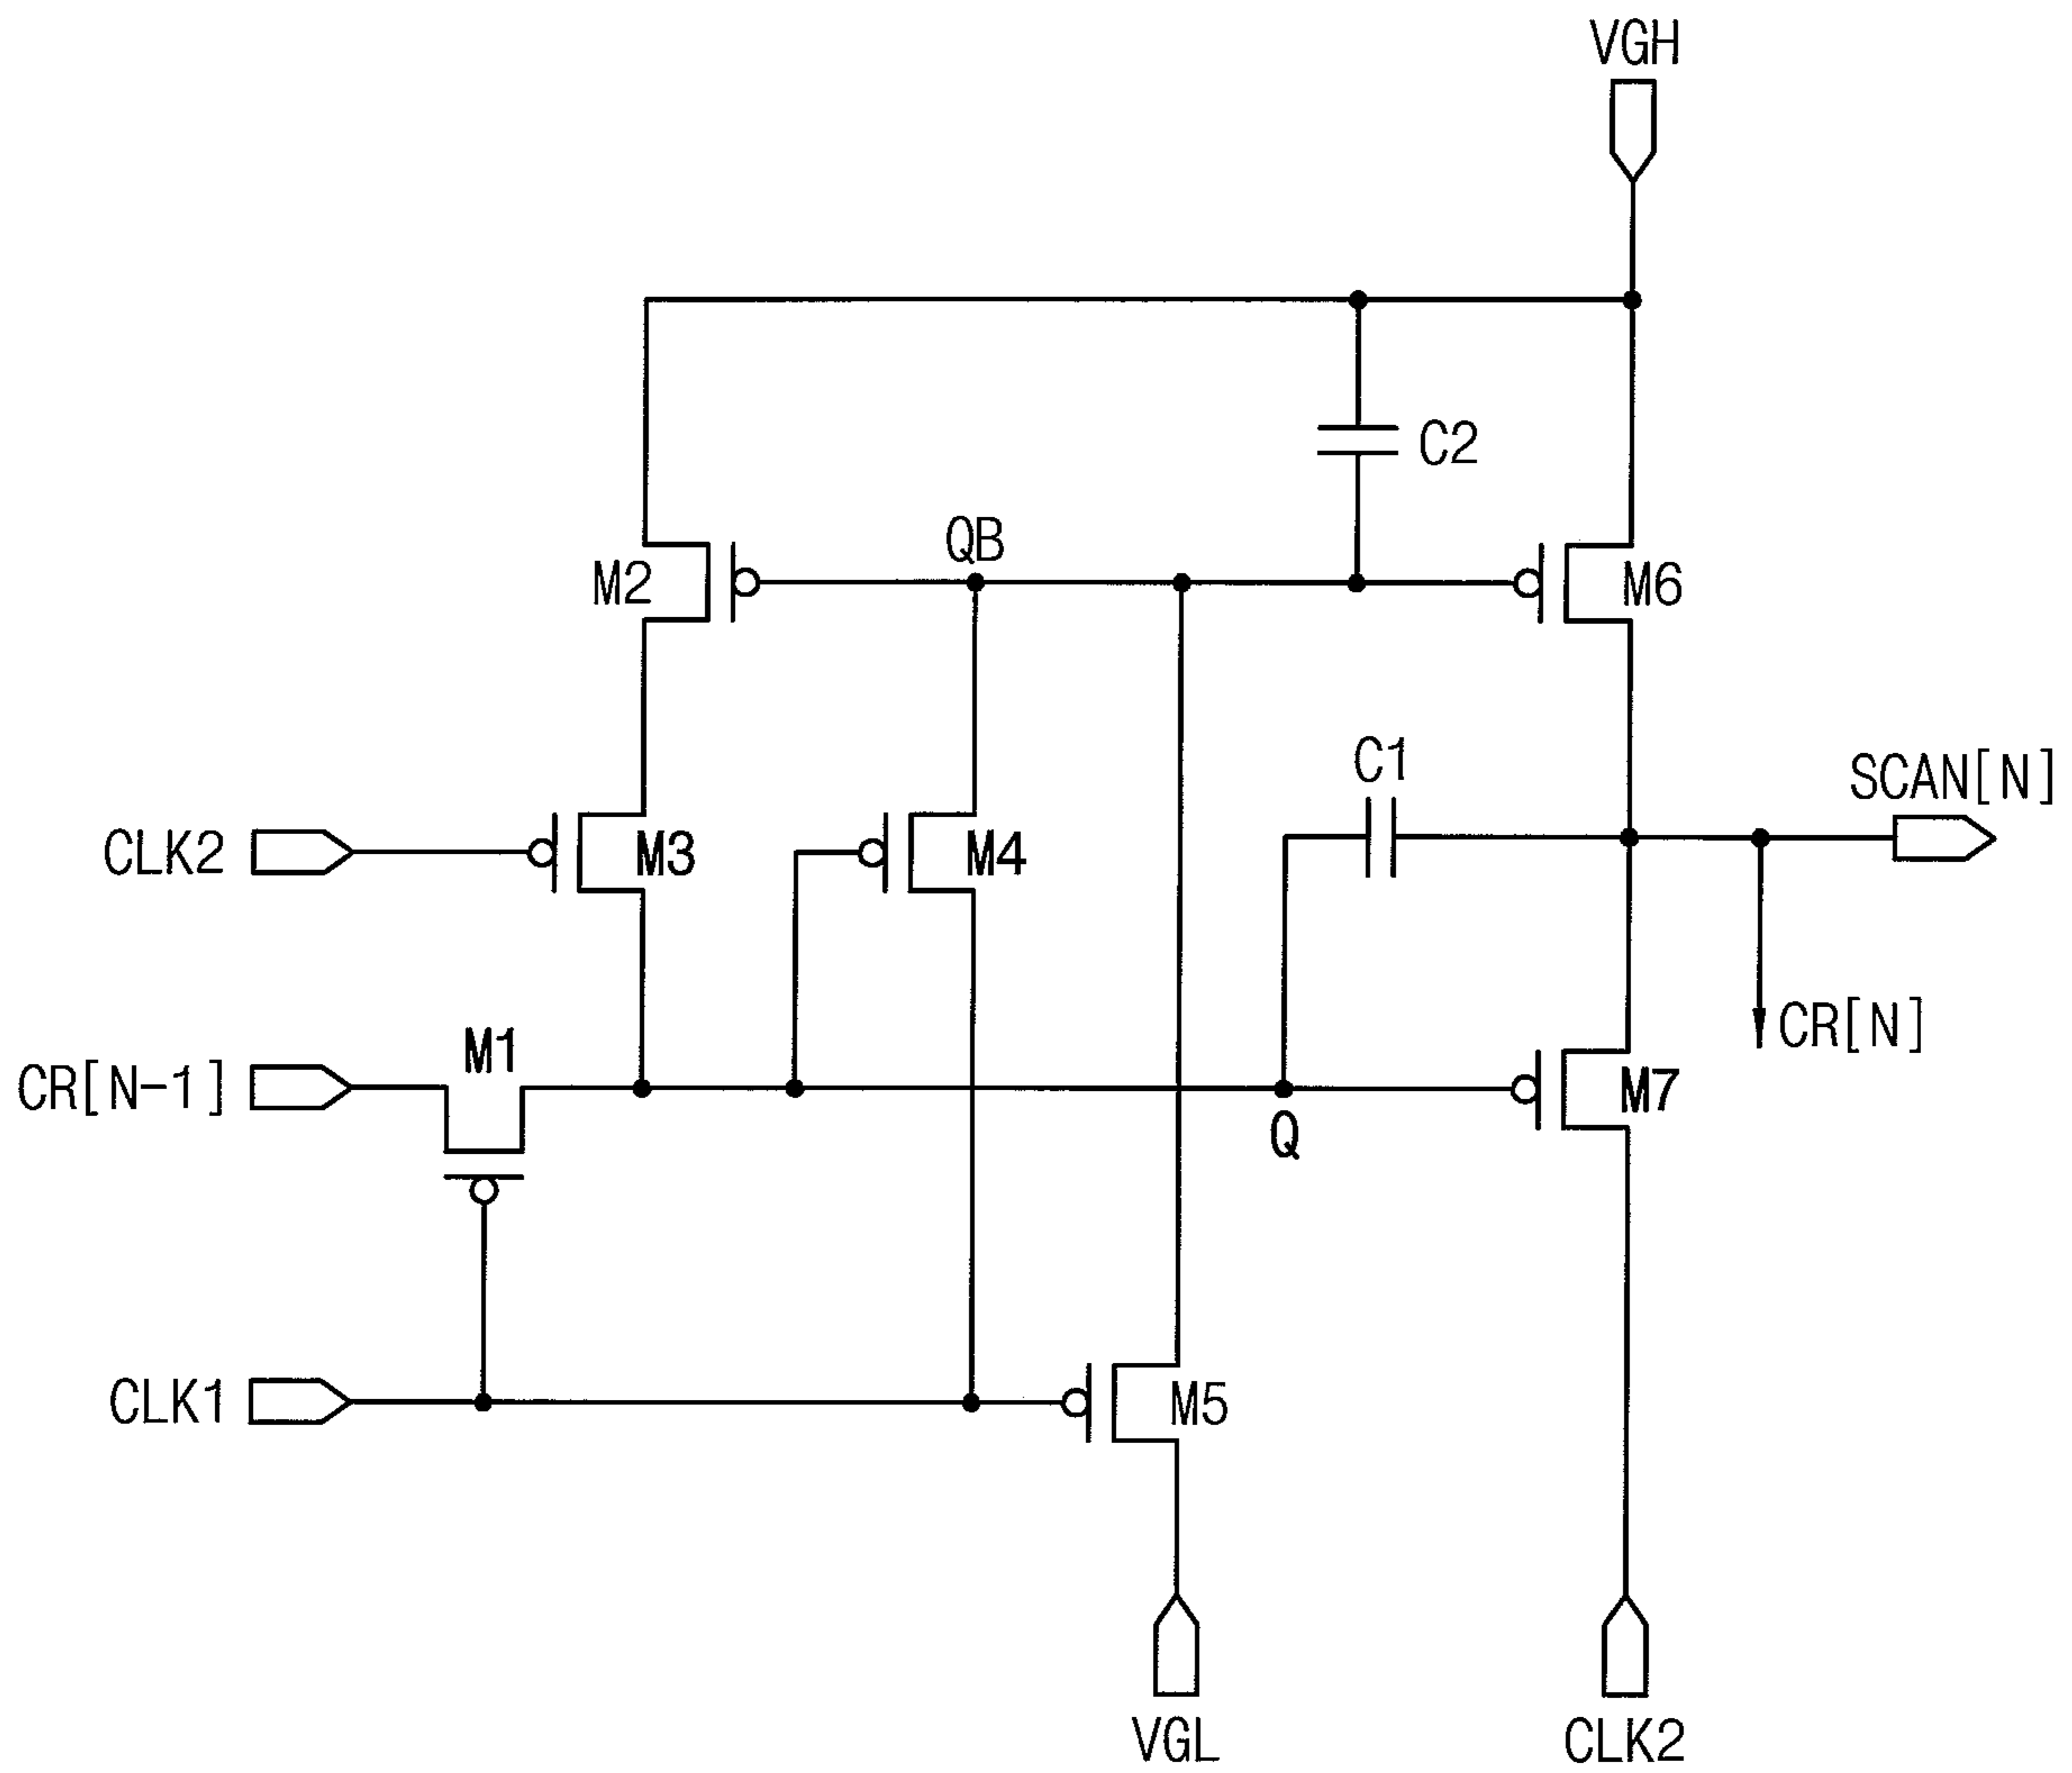 VGH
C2
QB
M2
M6
C1
SCAN[N]
CLK2
M3
M4
CR[N]
M1
CR[N-1]
M7
Q
CLK1
M5
VGL
CLK2